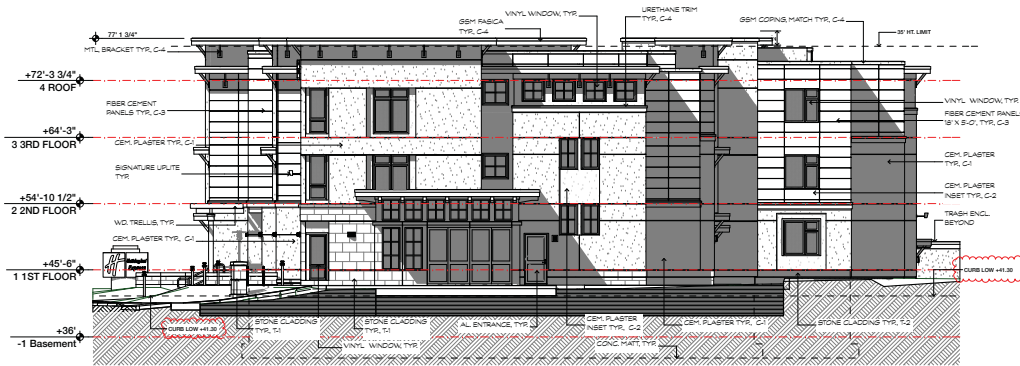 VINYL WINDOW, TYP.
URETHANE TRIM
TYP., C-4
GSM FASICA
TYP., C-4
GSM COPING, MATCH TYP., C-4
35' HT. LIMIT
77' 1 3/4"
MTL. BRACKET TYP., C-4
+72'-3 3/4"
4 ROOF
FIBER CEMENT
PANELS TYP., C-3
VINYL WINDOW, TYP.
FIBER CEMENT PANELS
18" X 5'-0", TYP., C-3
+64'-3"
3 3RD FLOOR
CEM. PLASTER TYP., C-1
CEM. PLASTER
TYP., C-1
SIGNATURE UPLITE
TYP.
CEM. PLASTER
INSET TYP., C-2
+54'-10 1/2"
2 2ND FLOOR
WD. TRELLIS, TYP.
TRASH ENCL.
BEYOND
CEM. PLASTER TYP., C-1
+45'-6"
1 1ST FLOOR
H
Express
CURB LOW +41.30
CURB LOW +41.30
STONE CLADDING
TYP., T-1
STONE CLADDING
TYP., T-1
AL. ENTRANCE, TYP.
CEM. PLASTER
INSET TYP., C-2
CEM. PLASTER TYP., C-1
STONE CLADDING TYP., T-2
+36'
-1 Basement
VINYL WINDOW, TYP.
CONC. MATT, TYP.